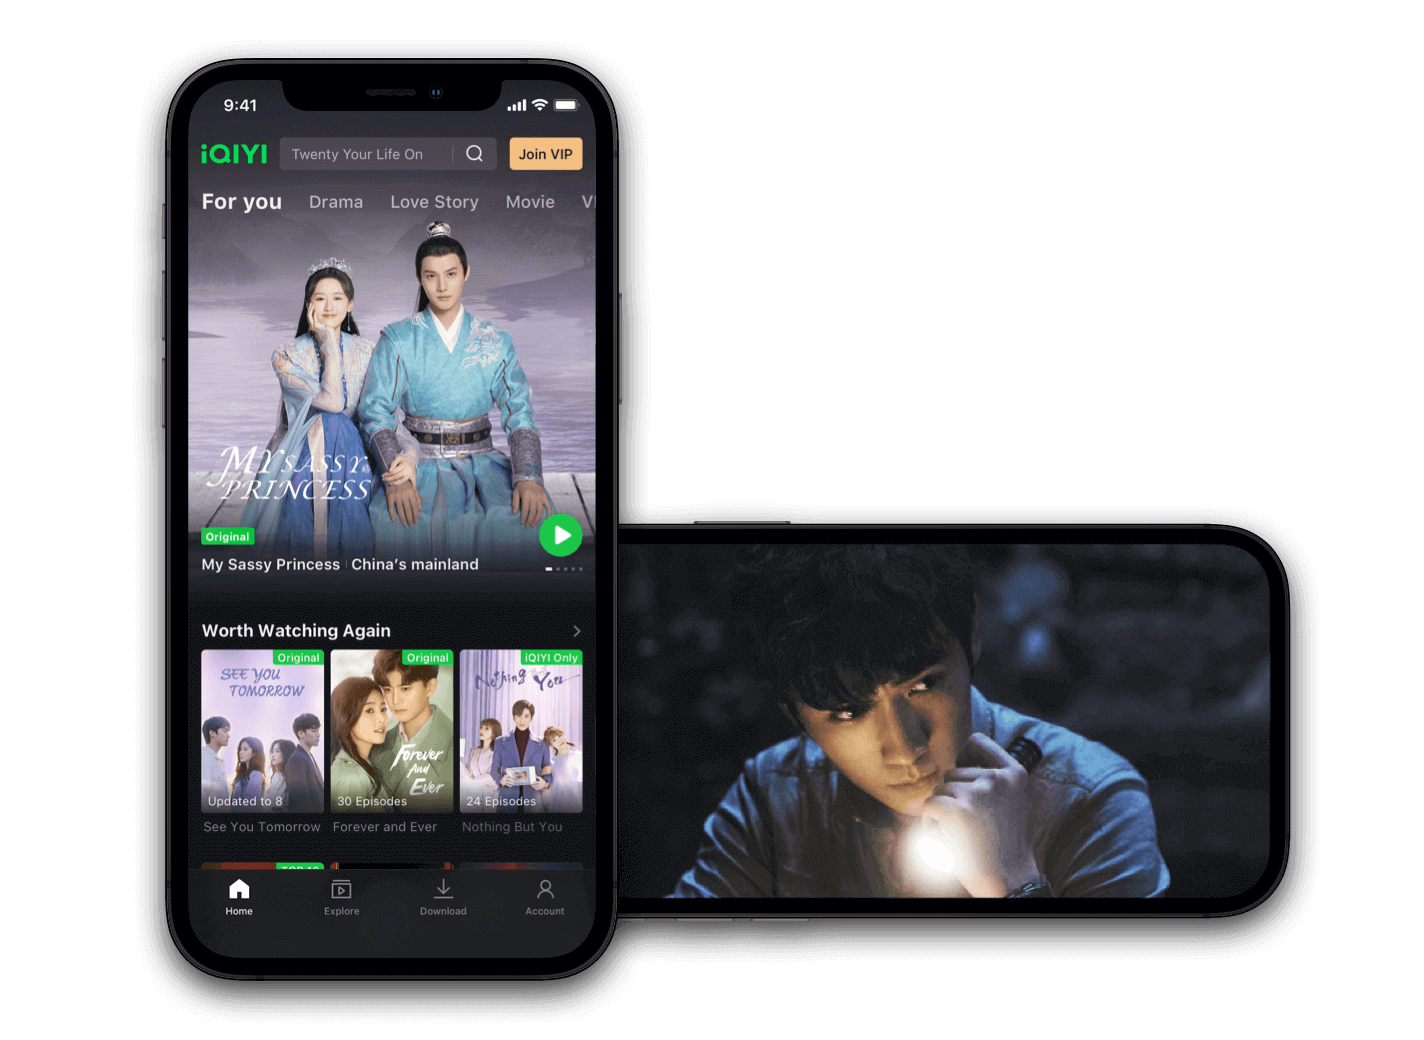 9:41
iQIYI
Twenty Your Life On
Join VIP
For you Drama Love Story Movie
MY SASSY
PRINCESS
Original
My Sassy Princess China's mainland
Worth Watching Again
Original
SEE YOU
TOMORROW
Updated to 8
See You Tomorrow
Original
Forever
And
Ever
30 Episodes
Forever and Ever
iQIYI Only
Nothing But You
24 Episodes
Nothing But You
TOP 10
Home Explore Download Account